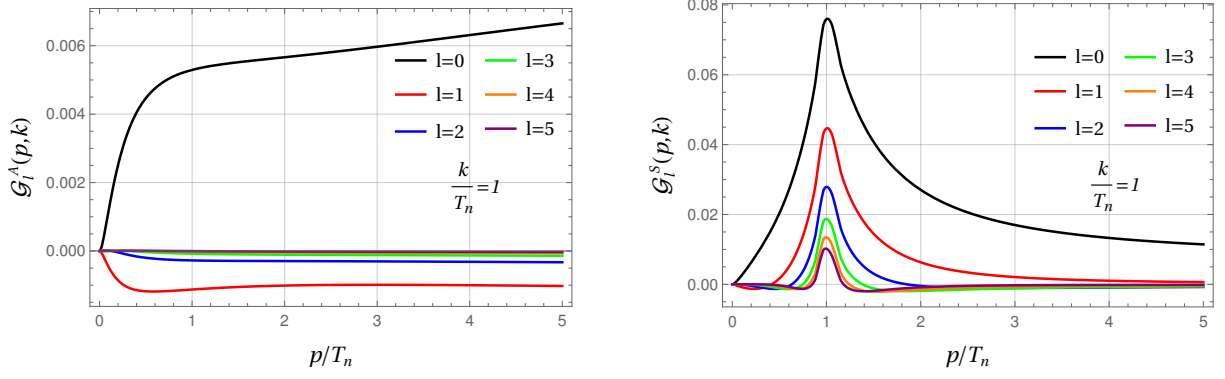 0.006
0.004
0.002
0.000
𝒢_l^A(p,k)
l=0 l=3
l=1 l=4
l=2 l=5
k/T_n=1
0 1 2 3 4 5
p/T_n
0.08
0.06
0.04
0.02
0.00
𝒢_l^S(p,k)
l=0 l=3
l=1 l=4
l=2 l=5
k/T_n=1
0 1 2 3 4 5
p/T_n